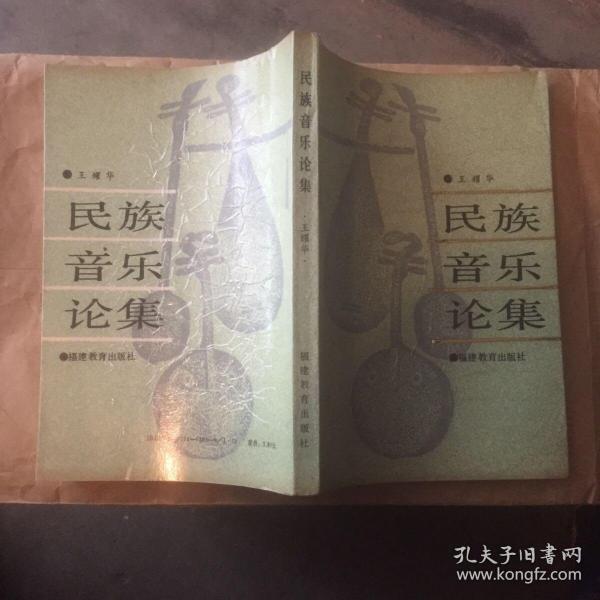 ●王耀华
民族
音乐
论集
●福建教育出版社
民族音乐论集
·王耀华·
福建教育出版社
●王耀华
民族
音乐
论集
●福建教育出版社
孔夫子旧书网
www.kongfz.com